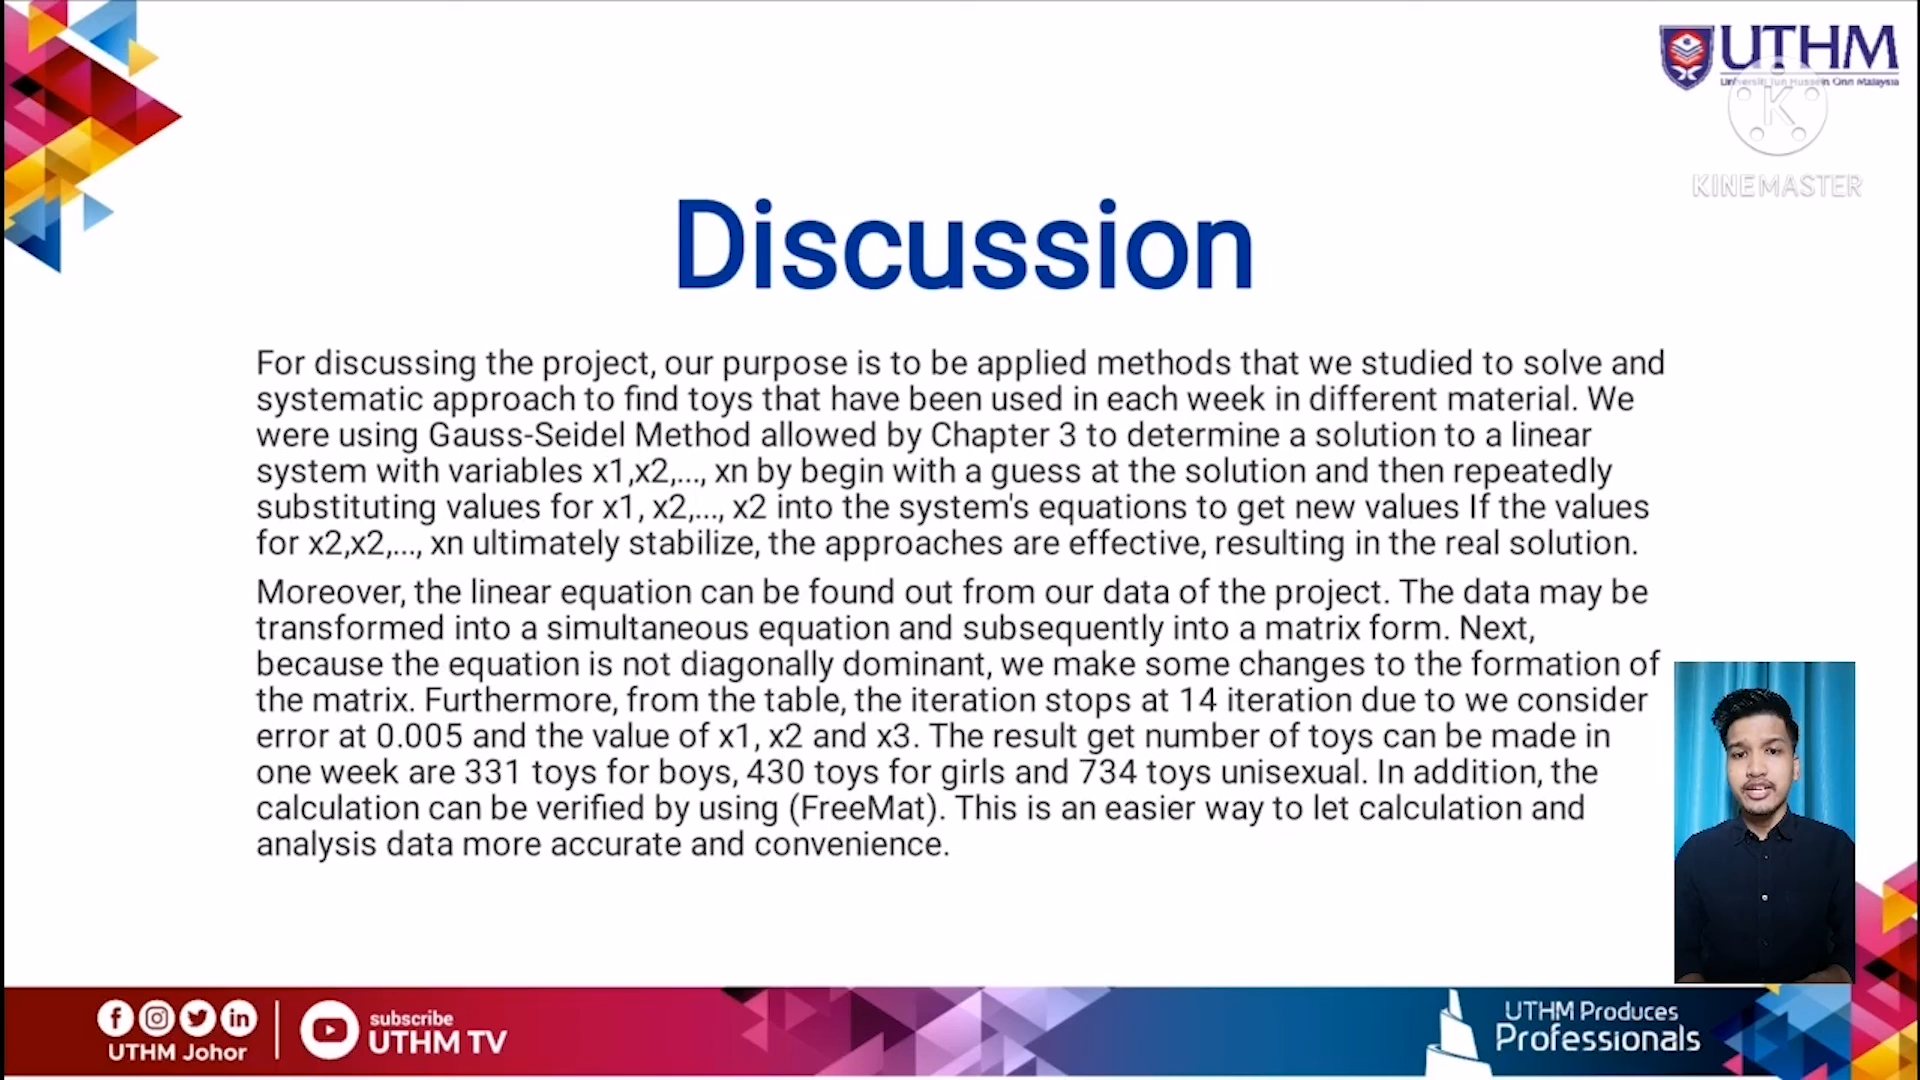 UTHM
Universiti Tun Hussein Onn Malaysia
K
KINEMASTER
Discussion
For discussing the project, our purpose is to be applied methods that we studied to solve and
systematic approach to find toys that have been used in each week in different material. We
were using Gauss-Seidel Method allowed by Chapter 3 to determine a solution to a linear
system with variables x1,x2,..., xn by begin with a guess at the solution and then repeatedly
substituting values for x1, x2,..., x2 into the system's equations to get new values If the values
for x2,x2,..., xn ultimately stabilize, the approaches are effective, resulting in the real solution.
Moreover, the linear equation can be found out from our data of the project. The data may be
transformed into a simultaneous equation and subsequently into a matrix form. Next,
because the equation is not diagonally dominant, we make some changes to the formation of
the matrix. Furthermore, from the table, the iteration stops at 14 iteration due to we consider
error at 0.005 and the value of x1, x2 and x3. The result get number of toys can be made in
one week are 331 toys for boys, 430 toys for girls and 734 toys unisexual. In addition, the
calculation can be verified by using (FreeMat). This is an easier way to let calculation and
analysis data more accurate and convenience.
UTHM Johor
subscribe
UTHM TV
UTHM Produces
Professionals